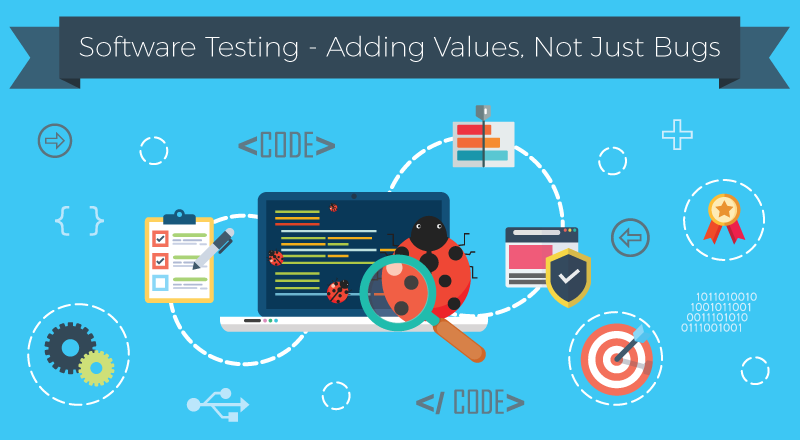 Software Testing - Adding Values, Not Just Bugs
<CODE>
{ }
1011010010
1001011001
0011101010
0111001001
</ CODE>